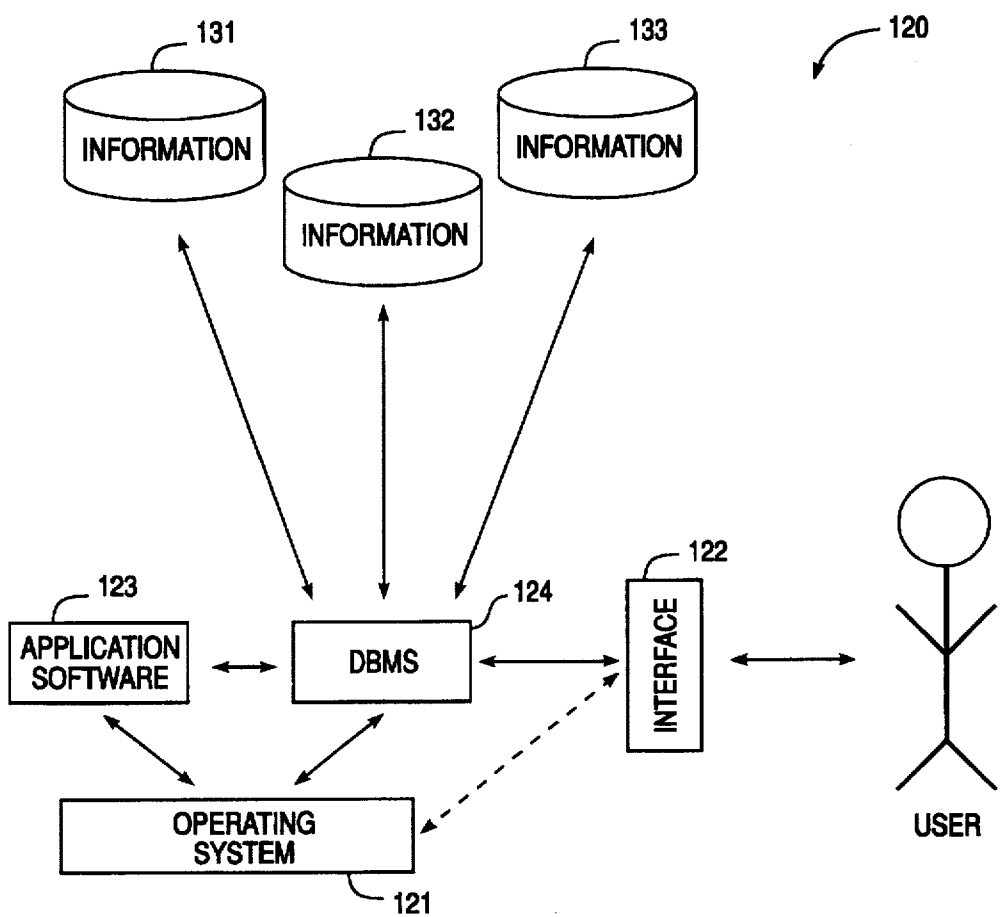 131
133
120
132
INFORMATION
INFORMATION
INFORMATION
122
123
124
APPLICATION
SOFTWARE
DBMS
INTERFACE
OPERATING
SYSTEM
USER
121